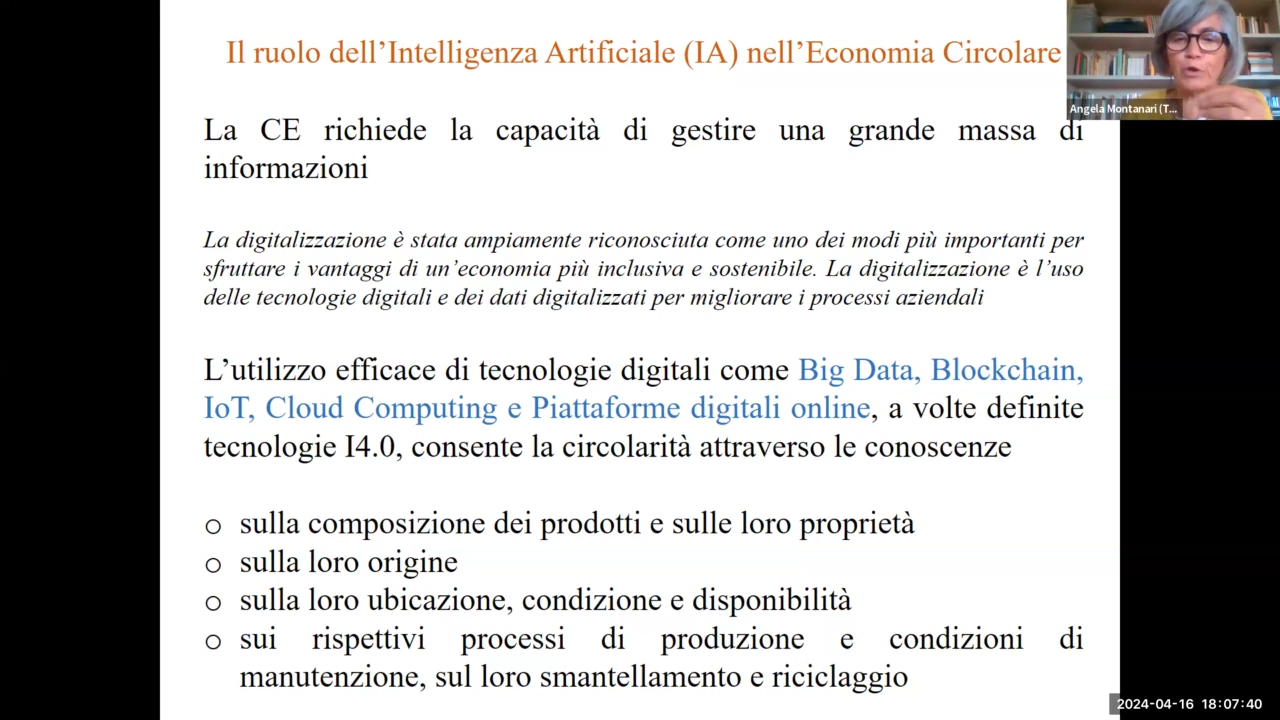 Il ruolo dell’Intelligenza Artificiale (IA) nell’Economia Circolare
Angela Montanari (T...
La CE richiede la capacità di gestire una grande massa di
informazioni
La digitalizzazione è stata ampiamente riconosciuta come uno dei modi più importanti per
sfruttare i vantaggi di un’economia più inclusiva e sostenibile. La digitalizzazione è l’uso
delle tecnologie digitali e dei dati digitalizzati per migliorare i processi aziendali
L’utilizzo efficace di tecnologie digitali come Big Data, Blockchain,
IoT, Cloud Computing e Piattaforme digitali online, a volte definite
tecnologie I4.0, consente la circolarità attraverso le conoscenze
o sulla composizione dei prodotti e sulle loro proprietà
o sulla loro origine
o sulla loro ubicazione, condizione e disponibilità
o sui rispettivi processi di produzione e condizioni di
manutenzione, sul loro smantellamento e riciclaggio
2024-04-16 18:07:40